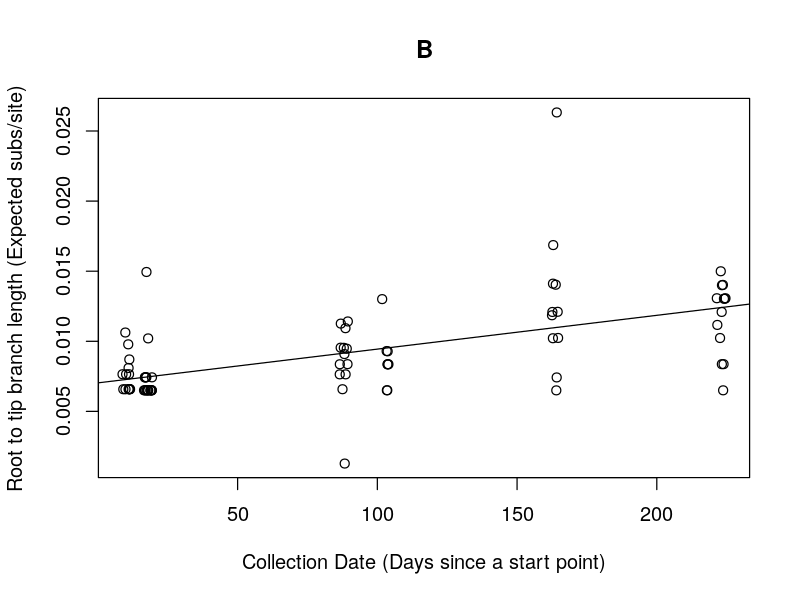 B
Root to tip branch length (Expected subs/site)
0.025
0.020
0.015
0.010
0.005
50 100 150 200
Collection Date (Days since a start point)